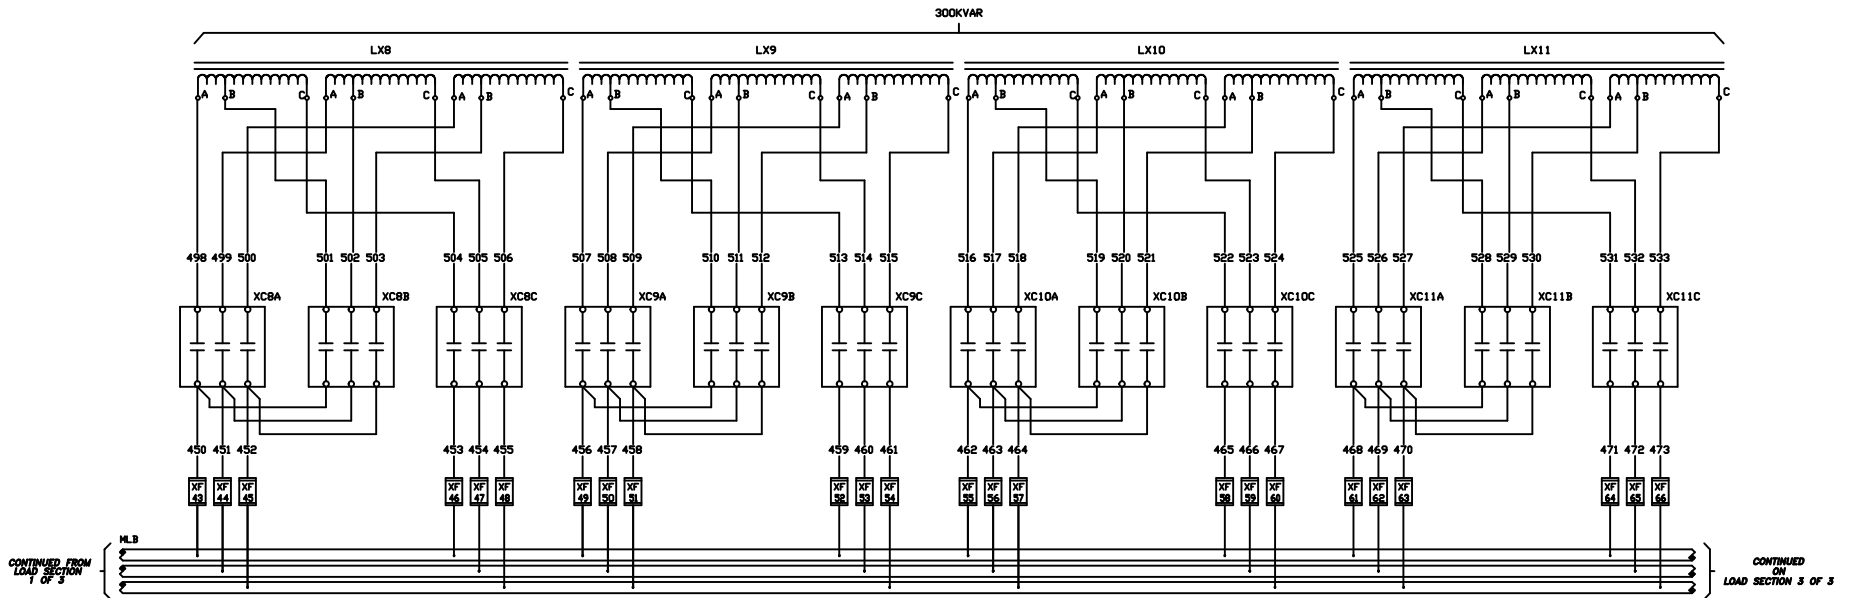 300KVAR
LX8 LX9 LX10 LX11
A B C A B C A B C A B C A B C A B C A B C A B C A B C A B C A B C A B C
498 499 500 501 502 503 504 505 506 507 508 509 510 511 512 513 514 515 516 517 518 519 520 521 522 523 524 525 526 527 528 529 530 531 532 533
XC8A XC8B XC8C XC9A XC9B XC9C XC10A XC10B XC10C XC11A XC11B XC11C
450 451 452 453 454 455 456 457 458 459 460 461 462 463 464 465 466 467 468 469 470 471 472 473
XF XF XF XF XF XF XF XF XF XF XF XF XF XF XF XF XF XF XF XF XF XF XF XF
43 44 45 46 47 48 49 50 51 52 53 54 55 56 57 58 59 60 61 62 63 64 65 66
MLB
CONTINUED FROM
LOAD SECTION
1 OF 3
CONTINUED
ON
LOAD SECTION 3 OF 3